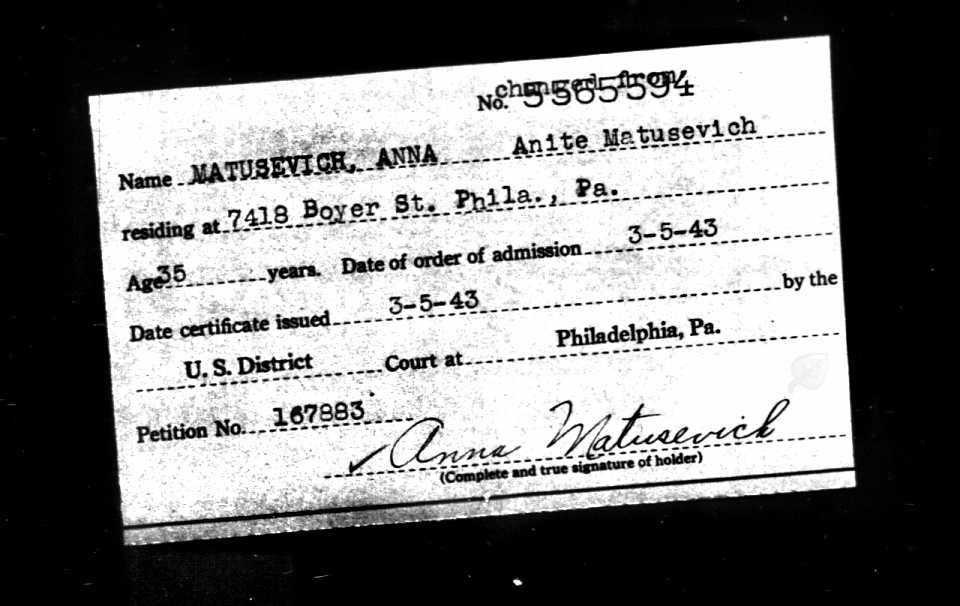 No. 5565594
changed from
Name MATUSEVICH, ANNA Anite Matusevich
residing at 7418 Boyer St. Phila., Pa.
Age 35 years. Date of order of admission 3-5-43
Date certificate issued 3-5-43 by the
U. S. District Court at Philadelphia, Pa.
Petition No. 167883
✓ Anna Matusevich
(Complete and true signature of holder)